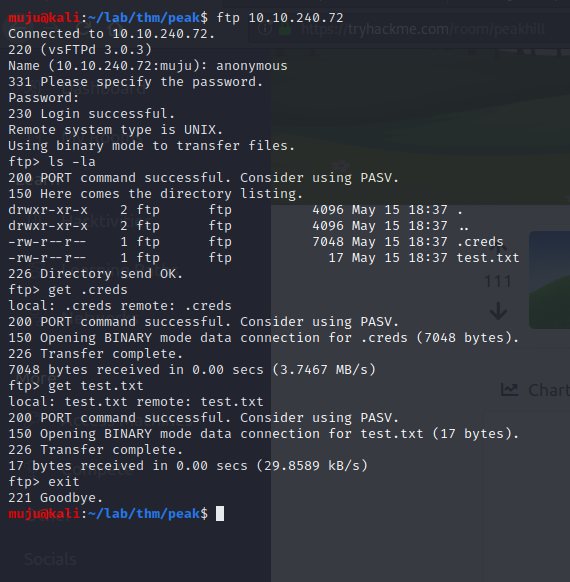 muju@kali:~/lab/thm/peak$ ftp 10.10.240.72
Connected to 10.10.240.72.
220 (vsFTPd 3.0.3)
Name (10.10.240.72:muju): anonymous
331 Please specify the password.
Password:
230 Login successful.
Remote system type is UNIX.
Using binary mode to transfer files.
ftp> ls -la
200 PORT command successful. Consider using PASV.
150 Here comes the directory listing.
drwxr-xr-x    2 ftp      ftp          4096 May 15 18:37 .
drwxr-xr-x    2 ftp      ftp          4096 May 15 18:37 ..
-rw-r--r--    1 ftp      ftp          7048 May 15 18:37 .creds
-rw-r--r--    1 ftp      ftp            17 May 15 18:37 test.txt
226 Directory send OK.
ftp> get .creds
local: .creds remote: .creds
200 PORT command successful. Consider using PASV.
150 Opening BINARY mode data connection for .creds (7048 bytes).
226 Transfer complete.
7048 bytes received in 0.00 secs (3.7467 MB/s)
ftp> get test.txt
local: test.txt remote: test.txt
200 PORT command successful. Consider using PASV.
150 Opening BINARY mode data connection for test.txt (17 bytes).
226 Transfer complete.
17 bytes received in 0.00 secs (29.8589 kB/s)
ftp> exit
221 Goodbye.
muju@kali:~/lab/thm/peak$
https://tryhackme.com/room/peakhill
111
Chart
Socials